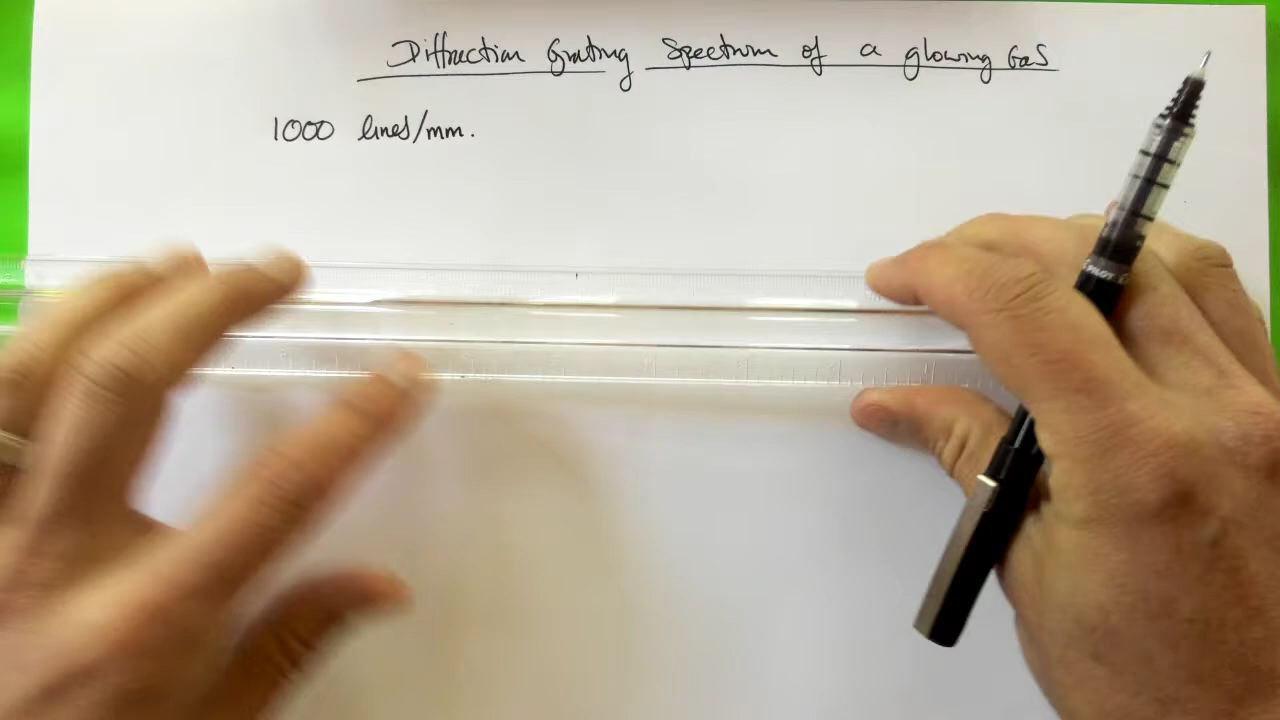 Diffraction Grating Spectrum of a glowing Gas
1000 lines/mm.